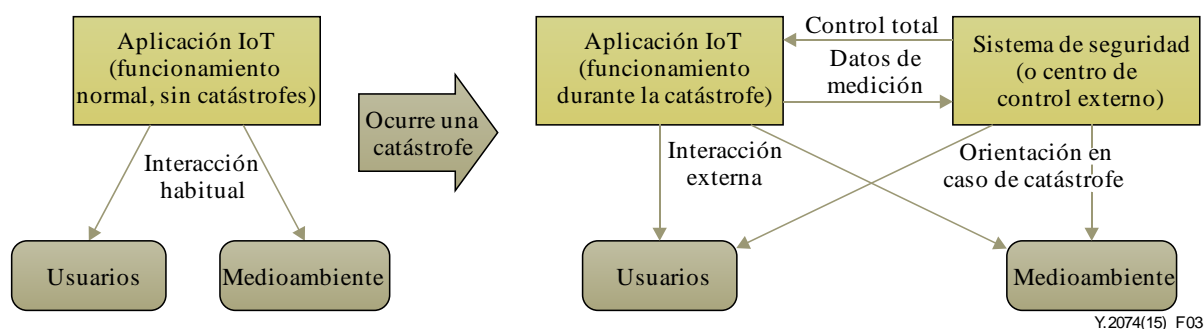 Aplicación IoT
(funcionamiento
normal, sin catástrofes)
Interacción
habitual
Usuarios
Medioambiente
Ocurre una
catástrofe
Aplicación IoT
(funcionamiento
durante la catástrofe)
Control total
Datos de
medición
Sistema de seguridad
(o centro de
control externo)
Interacción
externa
Orientación en
caso de catástrofe
Usuarios
Medioambiente
Y.2074(15)_F03